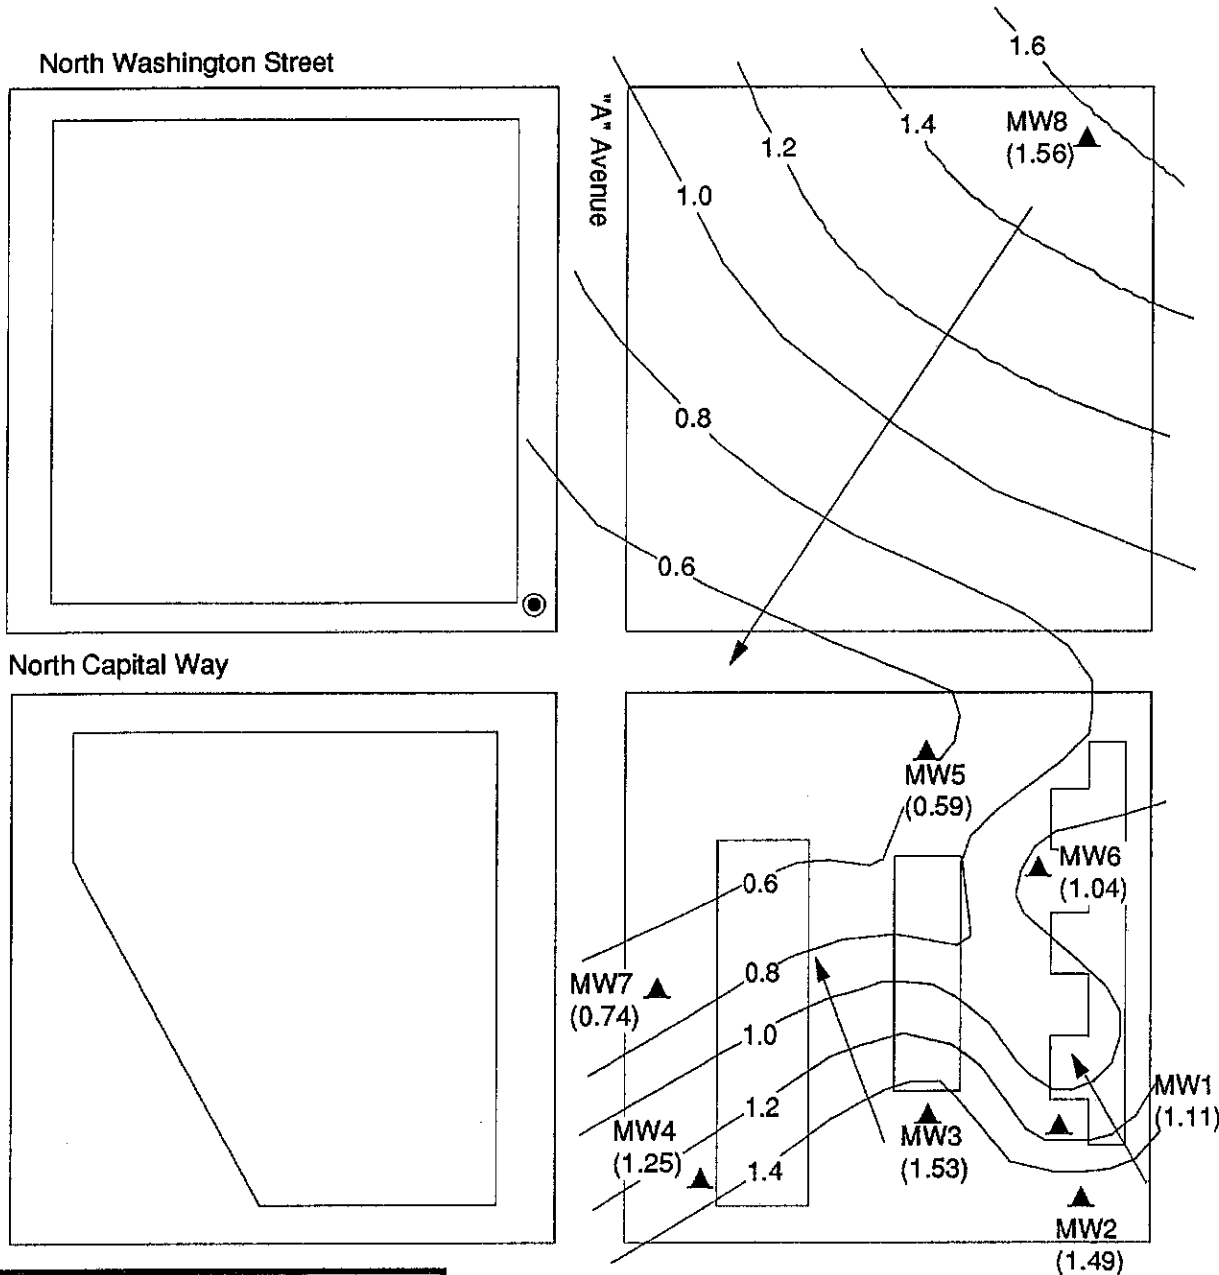 North Washington Street
"A" Avenue
1.6
1.4
MW8
(1.56)
1.2
1.0
0.8
0.6
North Capital Way
MW5
(0.59)
MW6
(1.04)
0.6
0.8
MW7
(0.74)
1.0
1.2
MW1
(1.11)
MW4
(1.25)
MW3
(1.53)
1.4
MW2
(1.49)